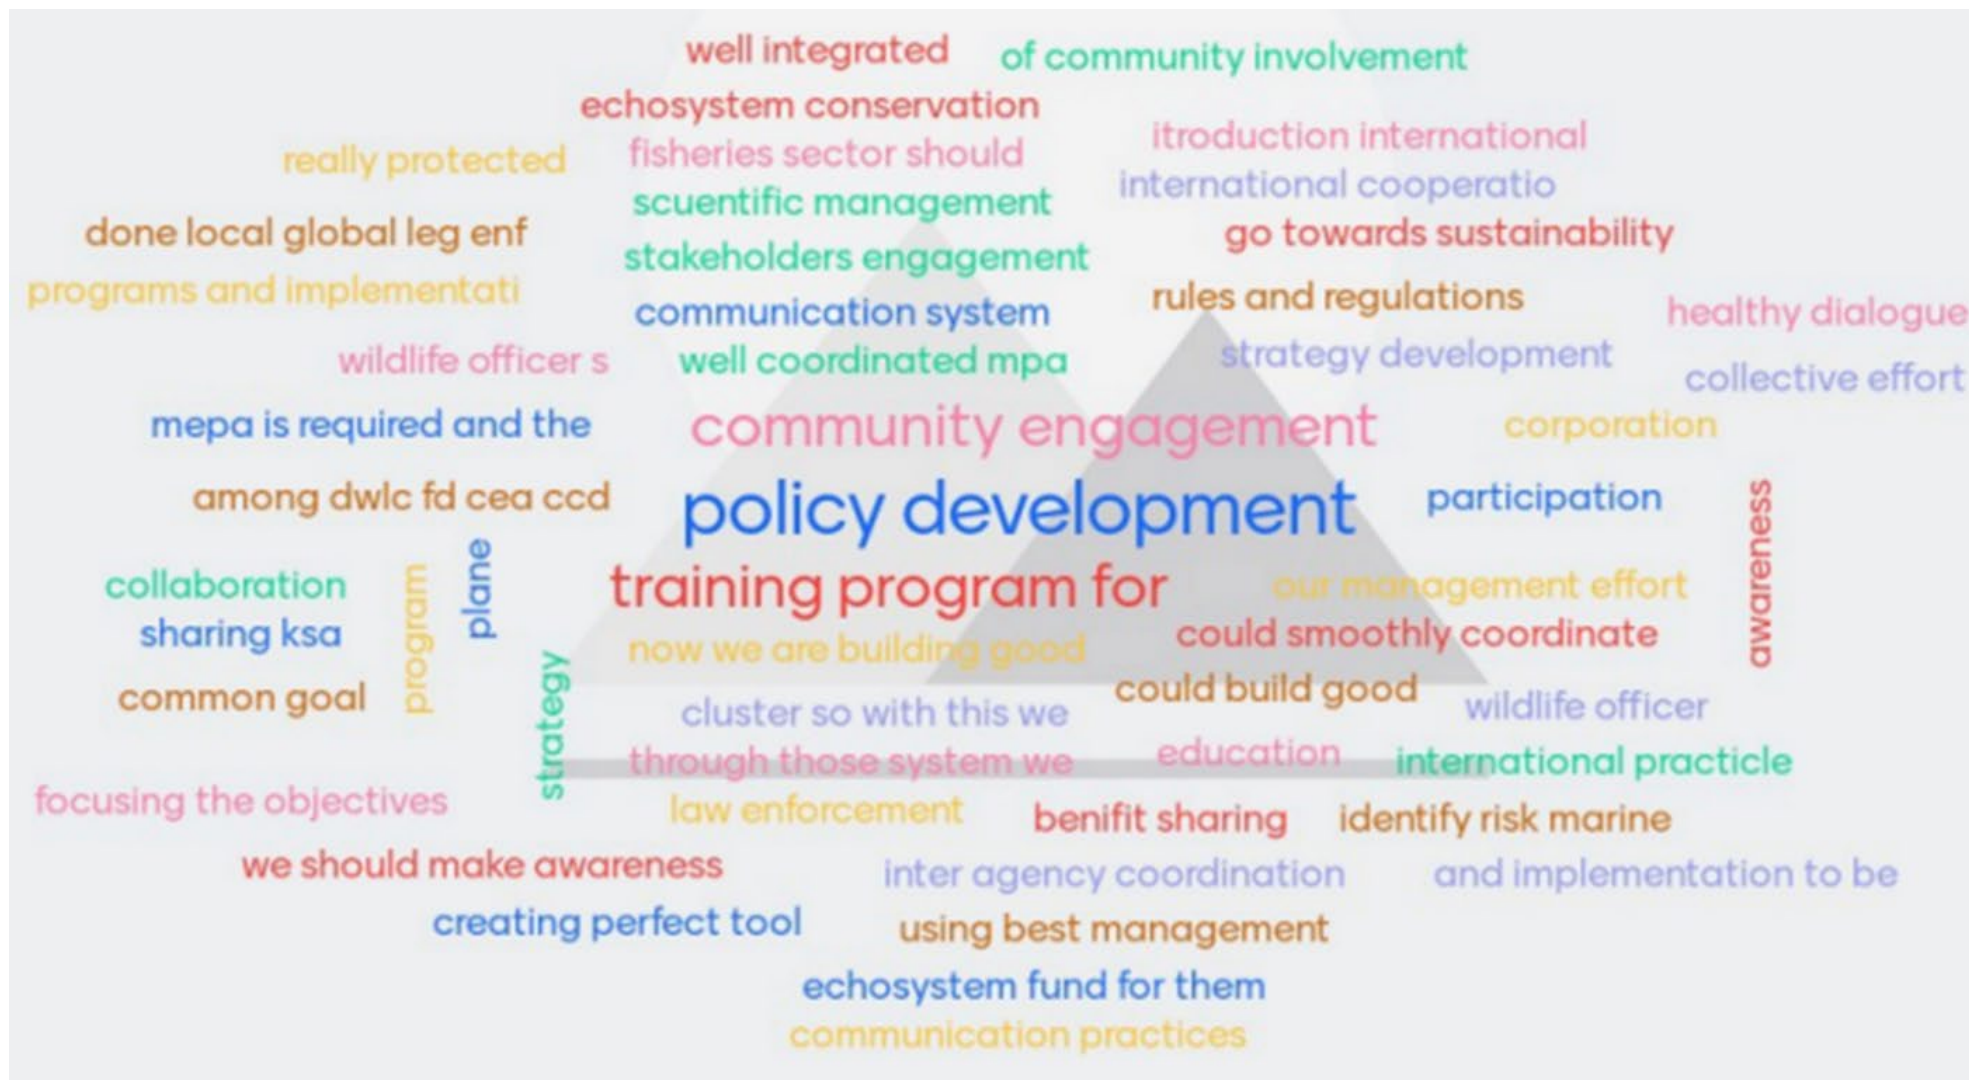 well integrated
of community involvement
echosystem conservation
itroduction international
really protected
fisheries sector should
international cooperatio
scuentific management
done local global leg enf
go towards sustainability
stakeholders engagement
programs and implementati
rules and regulations
communication system
healthy dialogue
wildlife officer s
well coordinated mpa
strategy development
collective effort
mepa is required and the
community engagement
corporation
among dwlc fd cea ccd
policy development
participation
awareness
collaboration
program
plane
training program for
our management effort
sharing ksa
could smoothly coordinate
now we are building good
common goal
strategy
could build good
cluster so with this we
wildlife officer
through those system we
education
international practicle
focusing the objectives
law enforcement
benifit sharing
identify risk marine
we should make awareness
inter agency coordination
and implementation to be
creating perfect tool
using best management
echosystem fund for them
communication practices